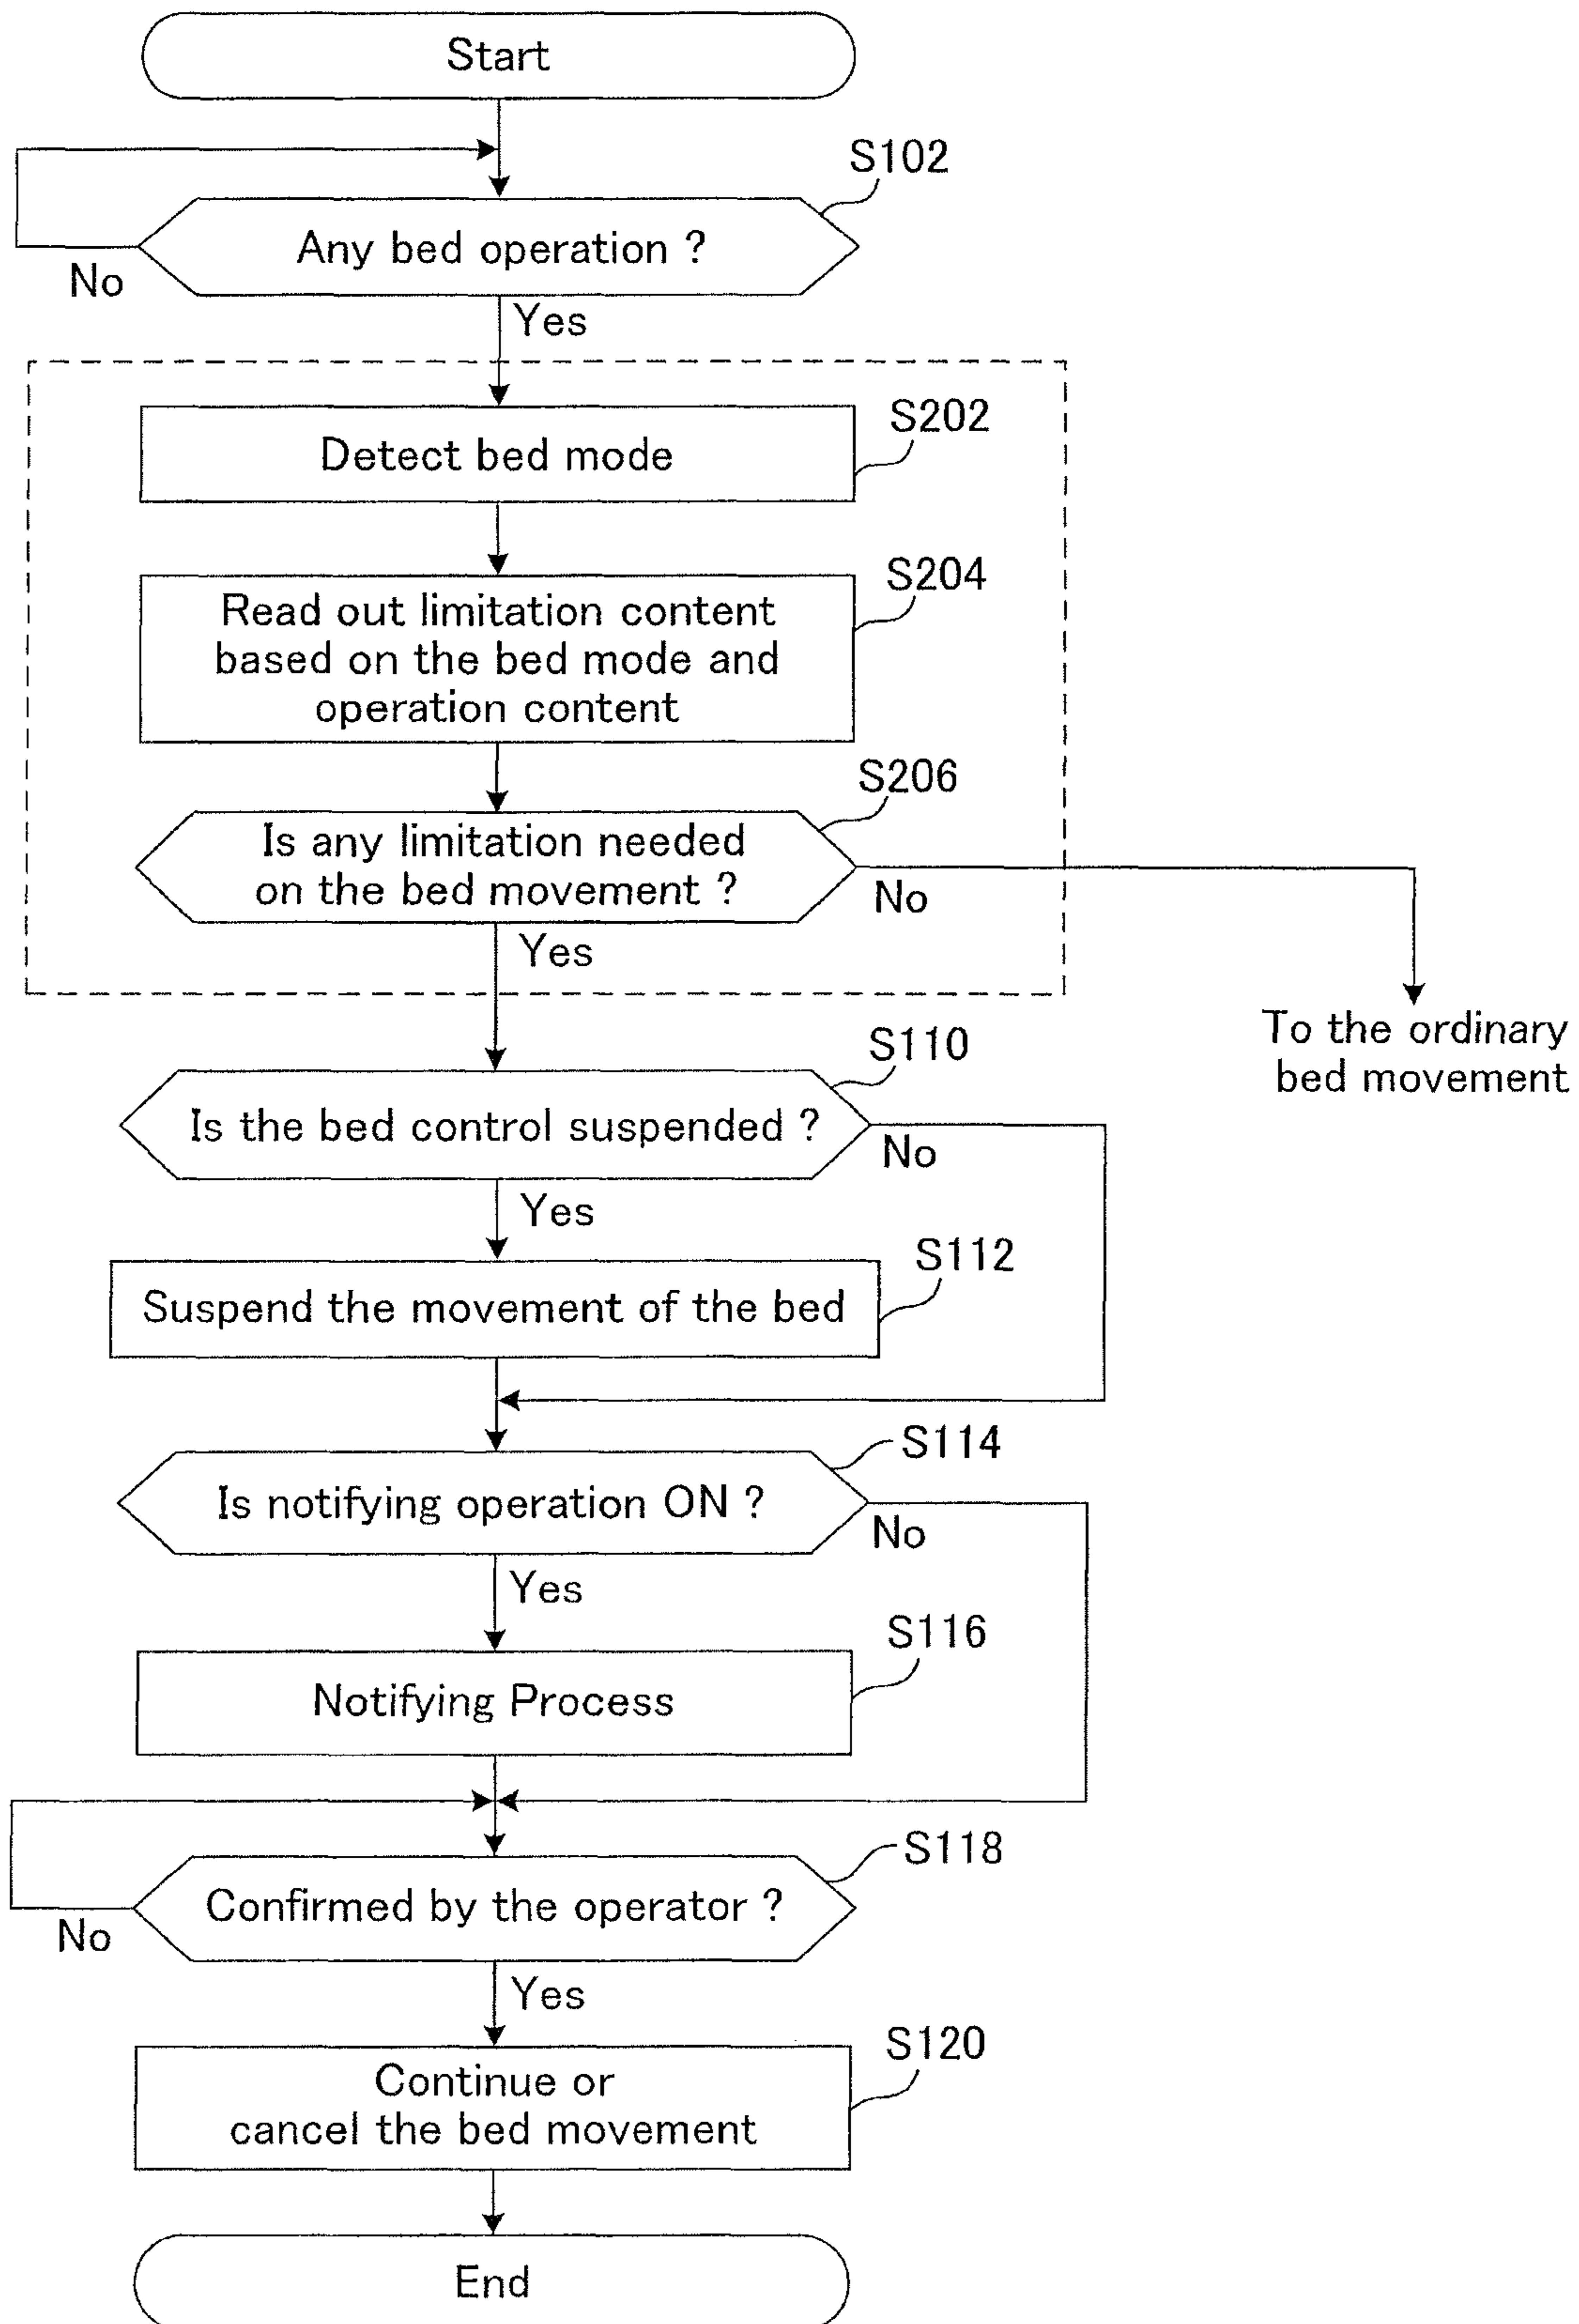 Start
S102
Any bed operation ?
No
Yes
S202
Detect bed mode
S204
Read out limitation content
based on the bed mode and
operation content
S206
Is any limitation needed
on the bed movement ?
No
Yes
To the ordinary
bed movement
S110
Is the bed control suspended ?
No
Yes
S112
Suspend the movement of the bed
S114
Is notifying operation ON ?
No
Yes
S116
Notifying Process
S118
Confirmed by the operator ?
No
Yes
S120
Continue or
cancel the bed movement
End